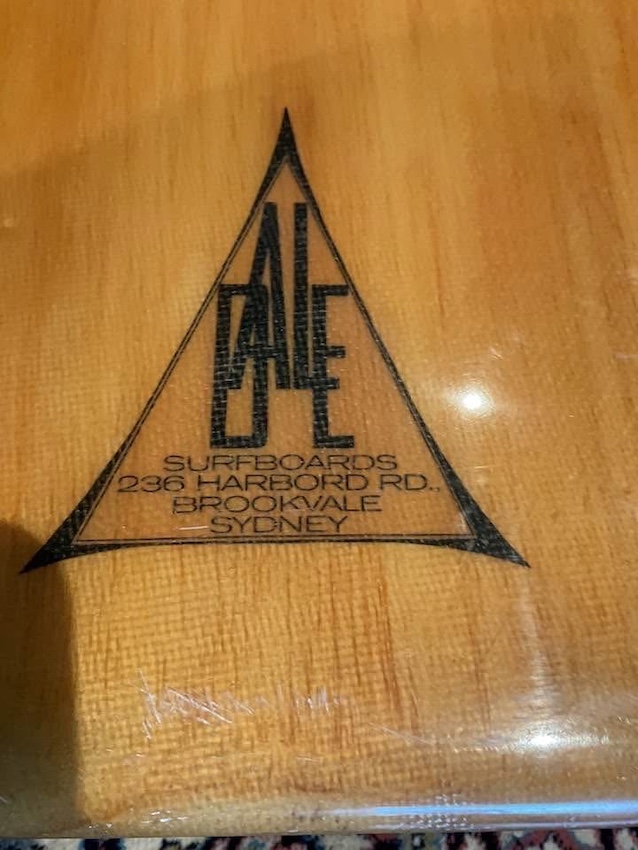 DALE
SURFBOARDS
236 HARBORD RD.,
BROOKVALE
SYDNEY